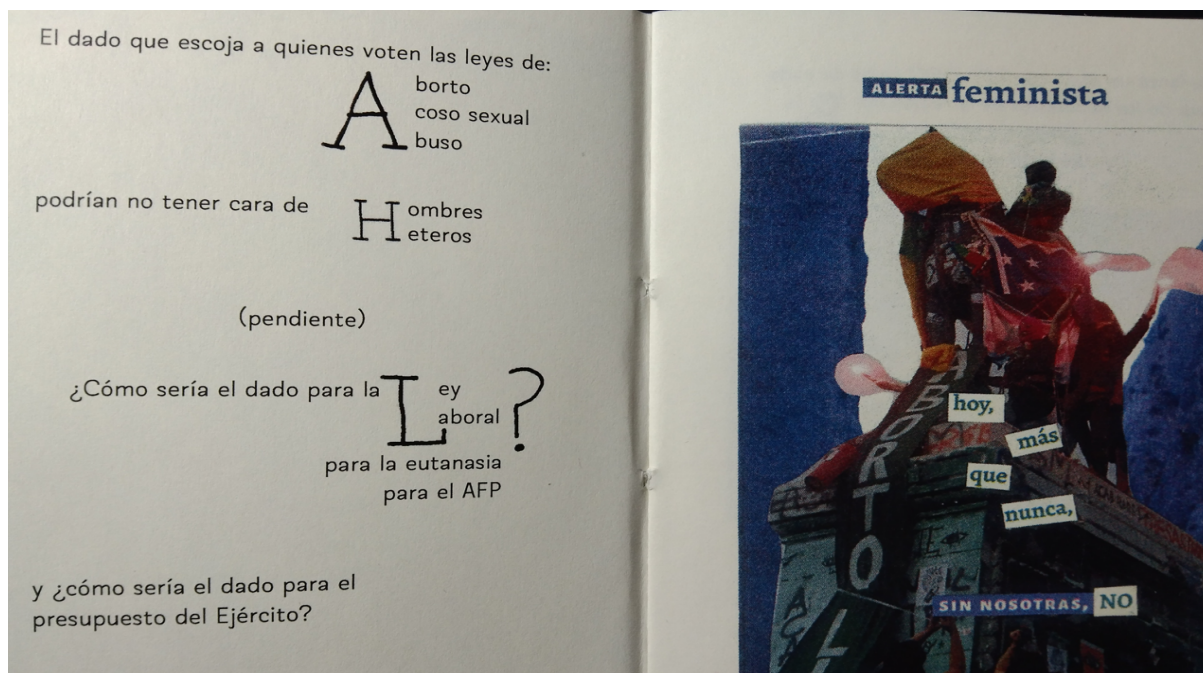 El dado que escoja a quienes voten las leyes de:
A
borto
coso sexual
buso
podrían no tener cara de
H
ombres
eteros
(pendiente)
¿Cómo sería el dado para la
L
ey
aboral
?
para la eutanasia
para el AFP
y ¿cómo sería el dado para el
presupuesto del Ejército?
ALERTA feminista
ABORTO LI
hoy,
más
que
nunca,
SIN NOSOTRAS, NO